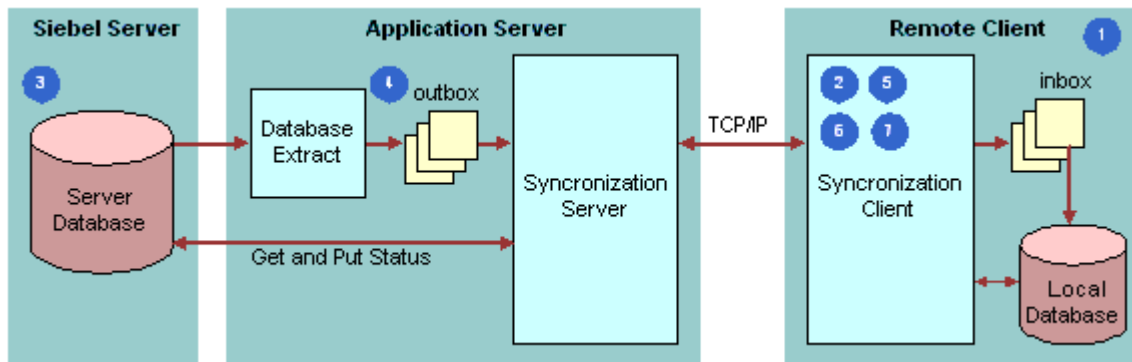 Siebel Server
3
Server
Database
Application Server
Database
Extract
4
outbox
Syncronization
Server
Get and Put Status
TCP/IP
Remote Client
1
2
5
6
7
Syncronization
Client
inbox
Local
Database